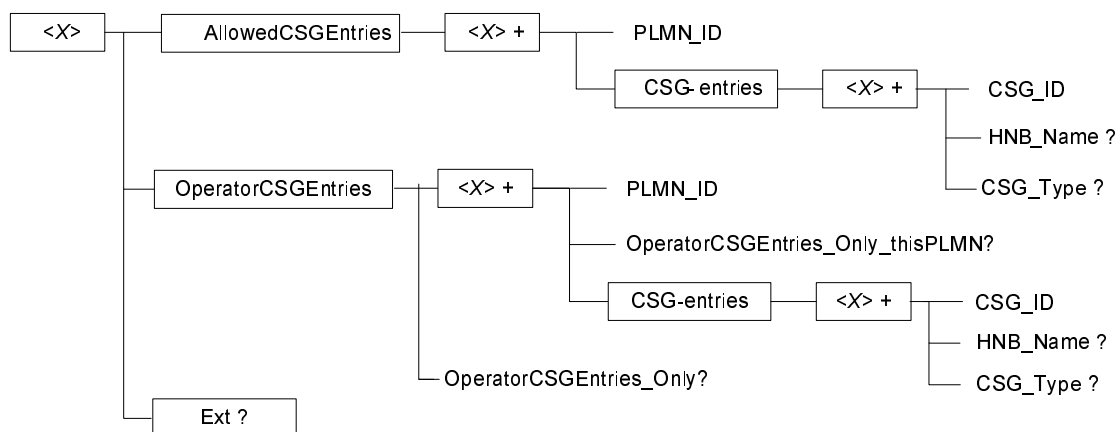 <X> AllowedCSGEntries <X> + PLMN_ID
CSG- entries <X> + CSG_ID
HNB_Name ?
CSG_Type ?
OperatorCSGEntries <X> + PLMN_ID
OperatorCSGEntries_Only_thisPLMN?
CSG-entries <X> + CSG_ID
HNB_Name ?
OperatorCSGEntries_Only? CSG_Type ?
Ext ?